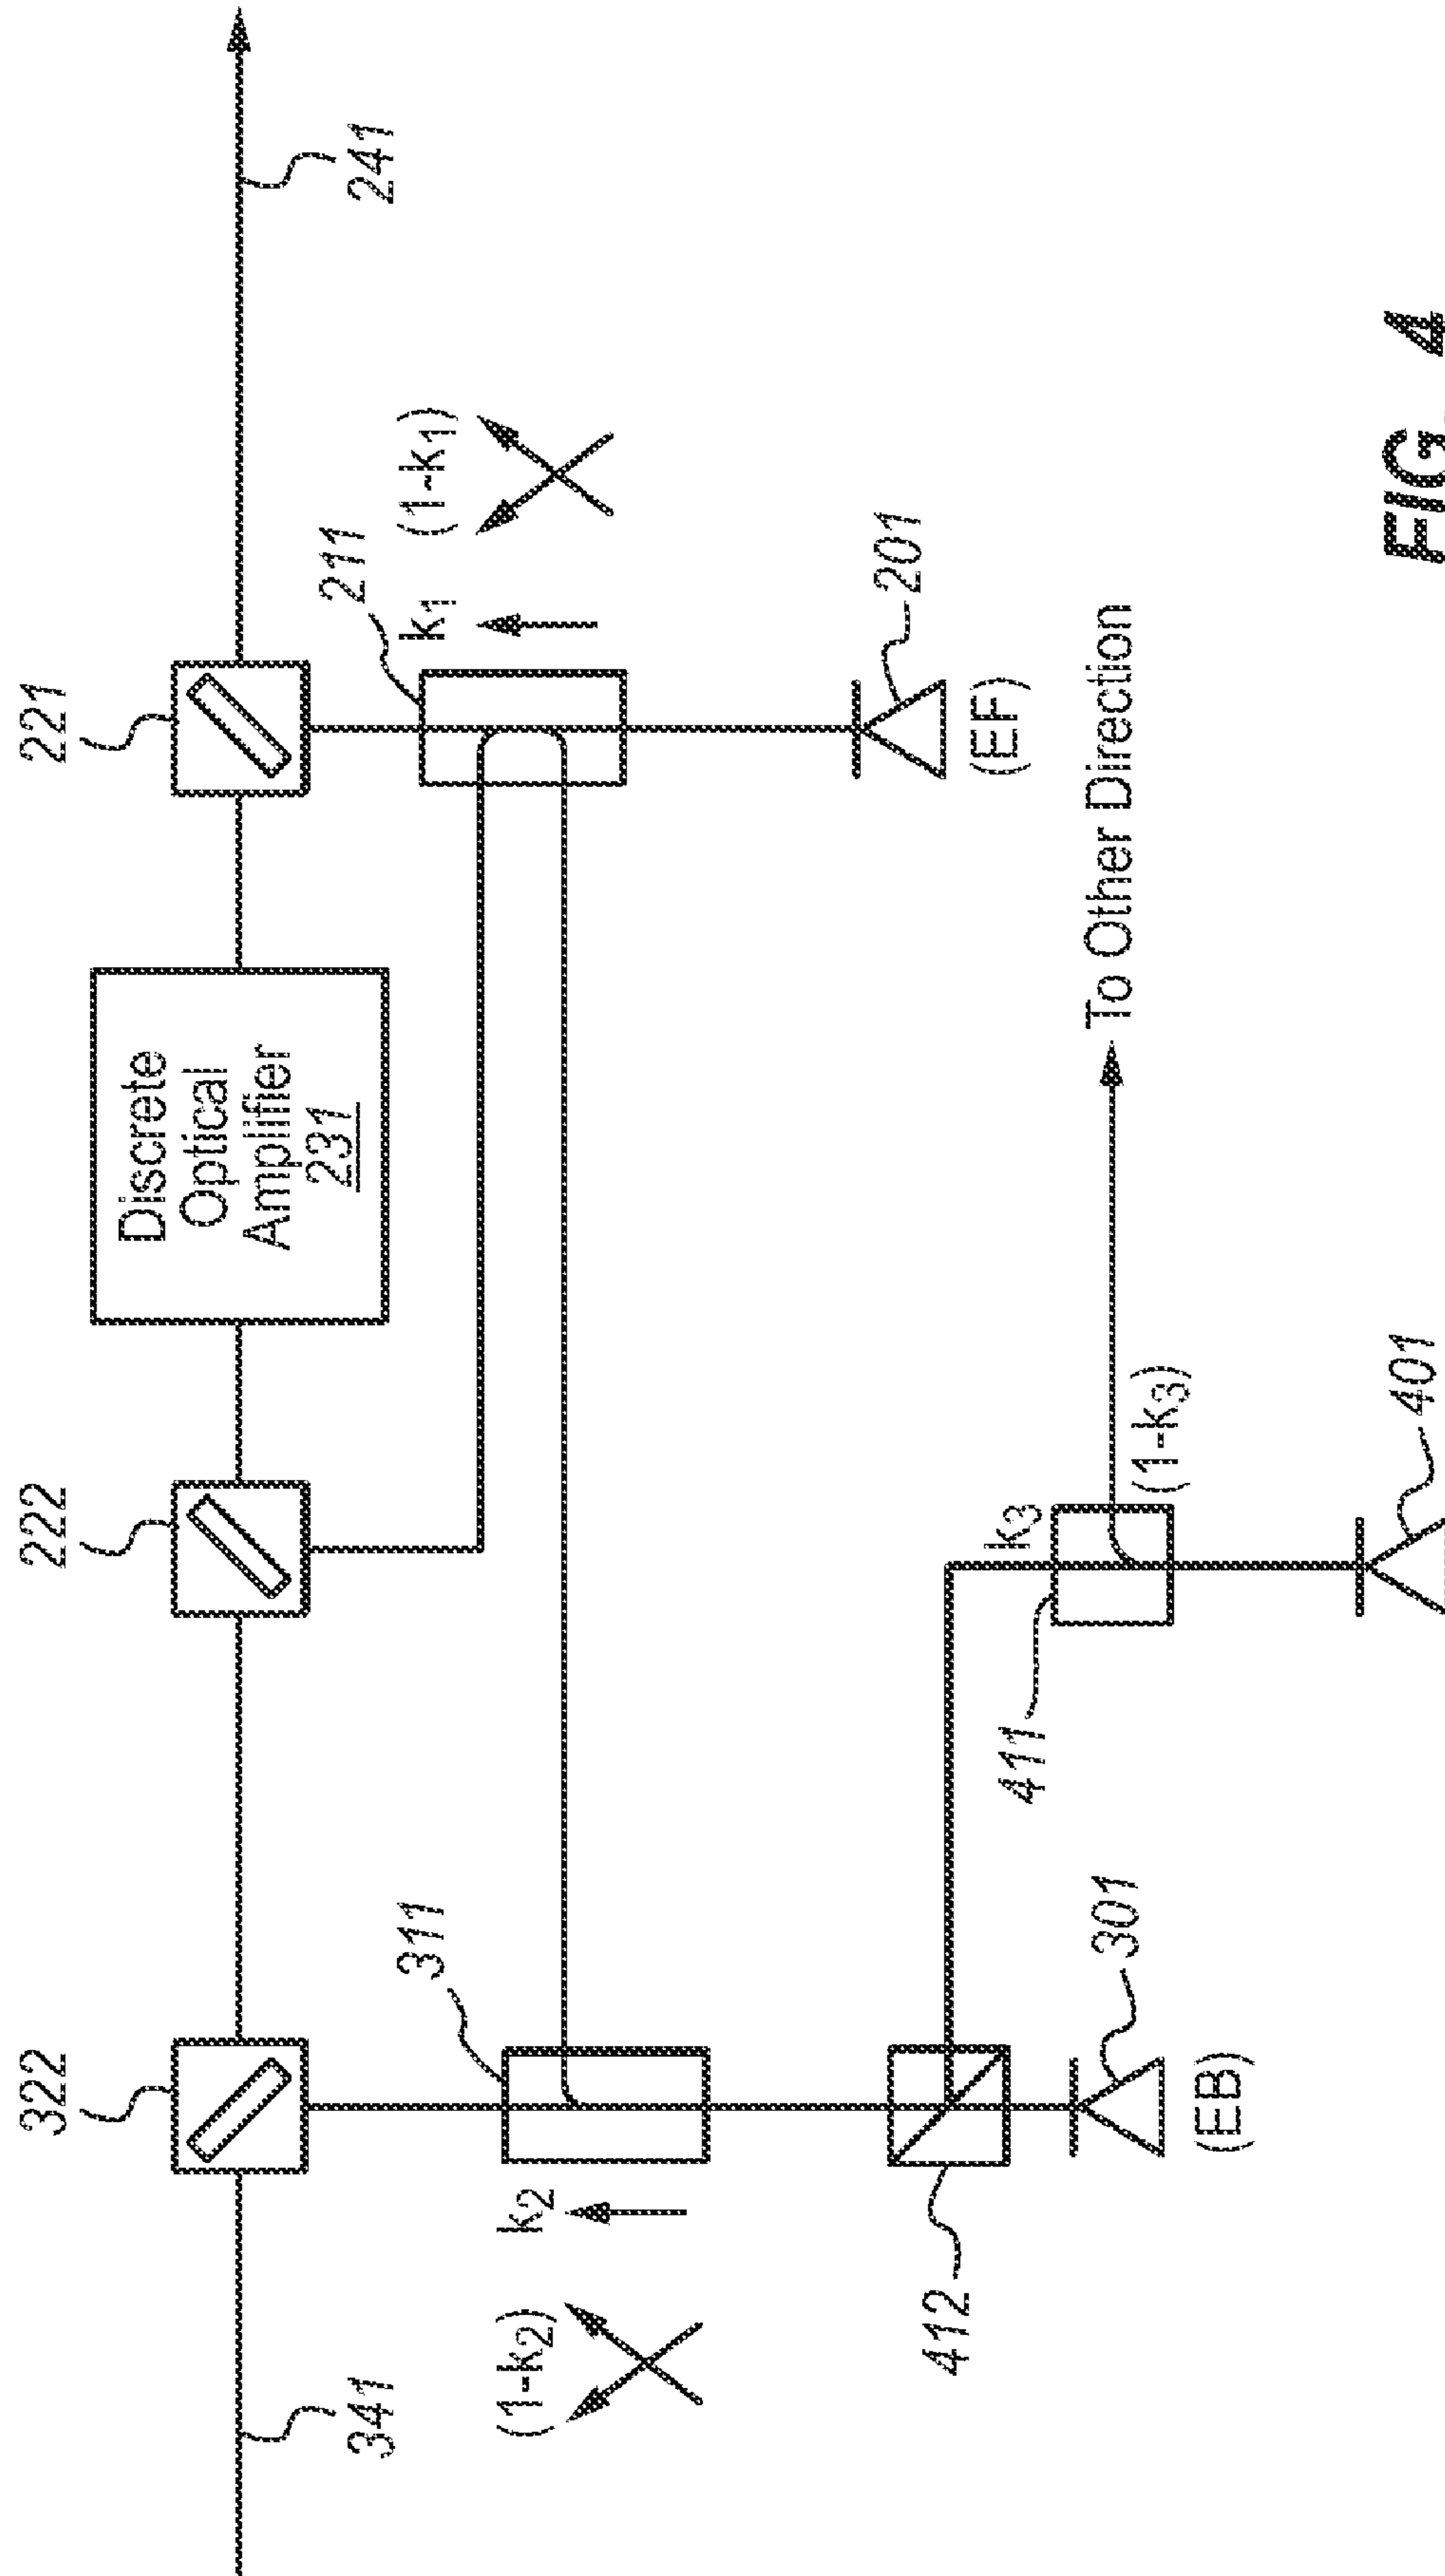 322
222
221
Discrete
Optical
Amplifier
231
341
241
(1-k₂)
k₂
311
211
k₁
(1-k₁)
412
411
k₃
(1-k₃)
To Other Direction
201
(EF)
301
(EB)
401
FIG. 4